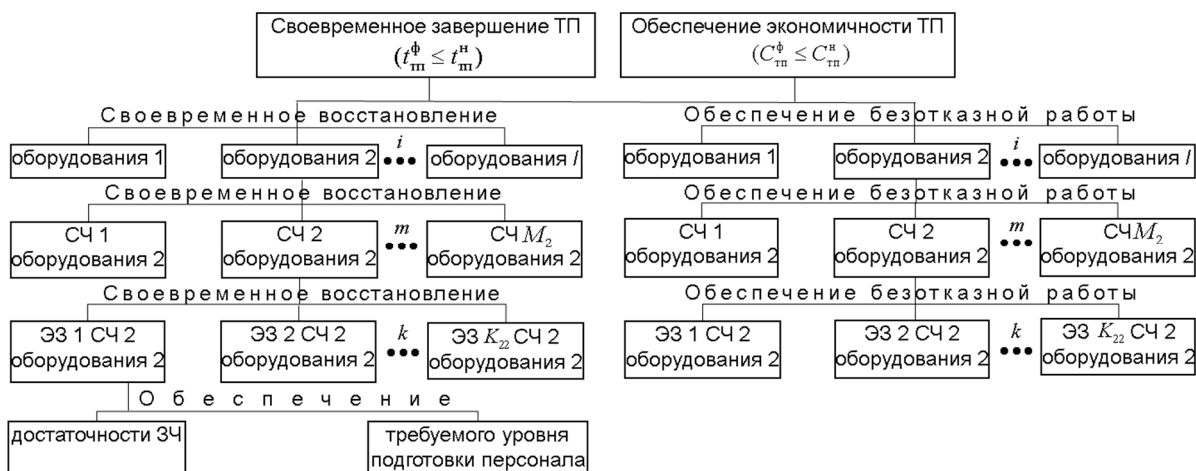 Своевременное завершение ТП
(t_тп^ф ≤ t_тп^н)
Обеспечение экономичности ТП
(C_тп^ф ≤ C_тп^н)
Своевременное восстановление
оборудования 1
оборудования 2
i
•••
оборудования I
Обеспечение безотказной работы
оборудования 1
оборудования 2
i
•••
оборудования I
Своевременное восстановление
СЧ 1
оборудования 2
СЧ 2
оборудования 2
m
•••
СЧ M₂
оборудования 2
Обеспечение безотказной работы
СЧ 1
оборудования 2
СЧ 2
оборудования 2
m
•••
СЧ M₂
оборудования 2
Своевременное восстановление
ЭЗ 1 СЧ 2
оборудования 2
ЭЗ 2 СЧ 2
оборудования 2
k
•••
ЭЗ K₂₂ СЧ 2
оборудования 2
Обеспечение безотказной работы
ЭЗ 1 СЧ 2
оборудования 2
ЭЗ 2 СЧ 2
оборудования 2
k
•••
ЭЗ K₂₂ СЧ 2
оборудования 2
Обеспечение
достаточности ЗЧ
требуемого уровня
подготовки персонала